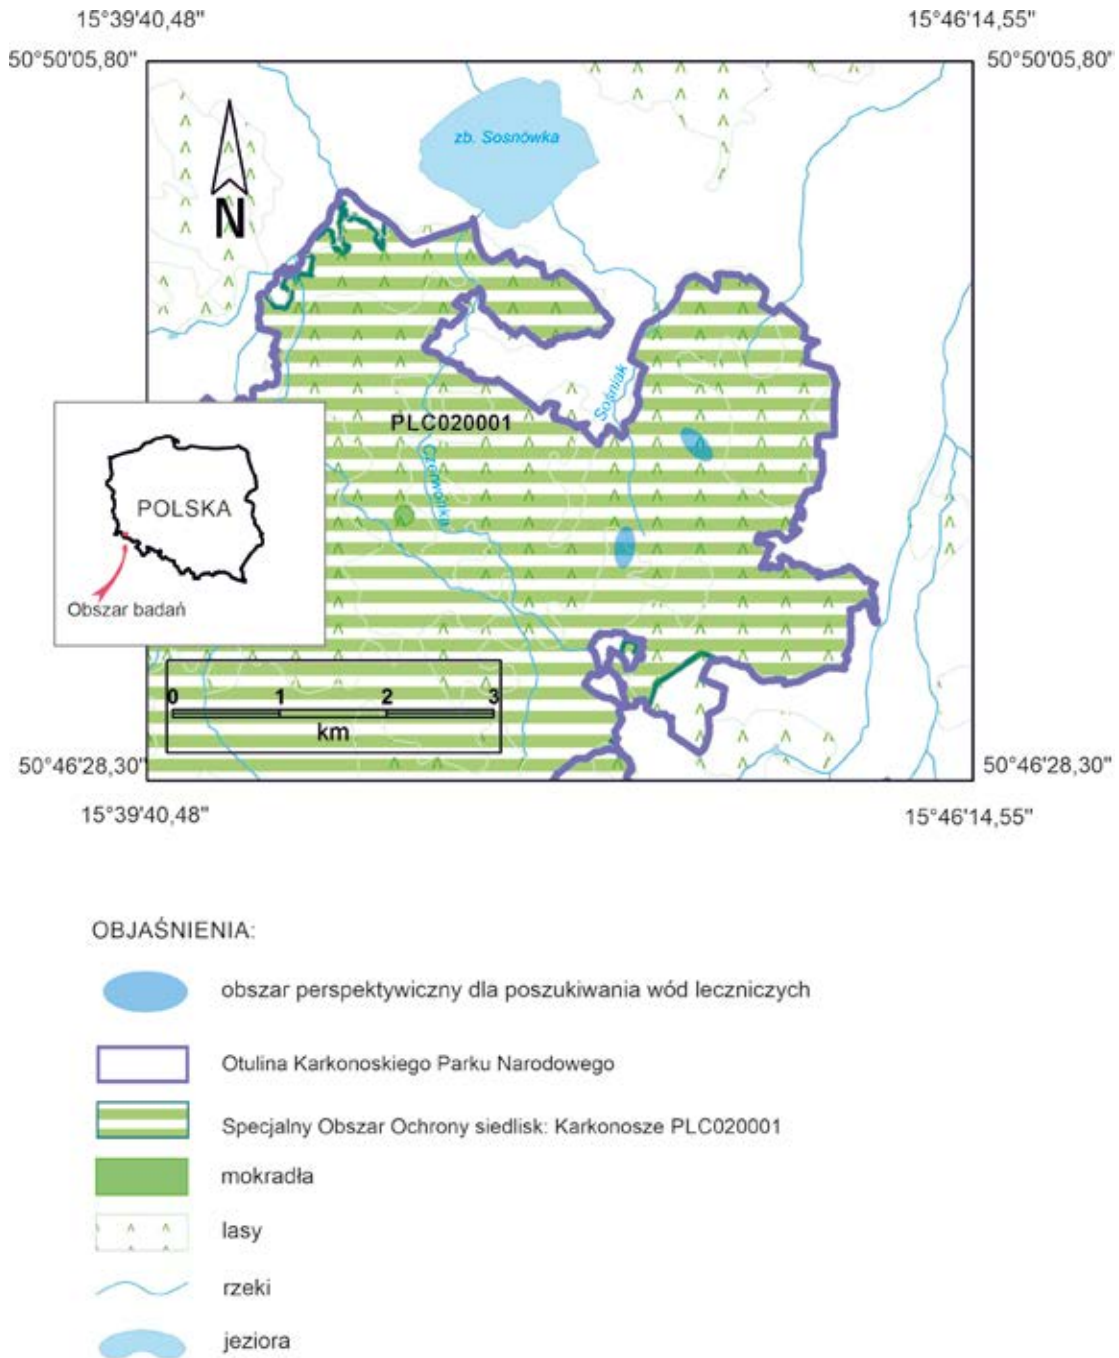 15°39'40,48"
15°46'14,55"
50°50'05,80"
50°50'05,80"
zb. Sosnówka
N
Sośniak
PLC020001
Czerwonka
POLSKA
Obszar badań
0 1 2 3
km
50°46'28,30"
50°46'28,30"
15°39'40,48"
15°46'14,55"
OBJAŚNIENIA:
obszar perspektywiczny dla poszukiwania wód leczniczych
Otulina Karkonoskiego Parku Narodowego
Specjalny Obszar Ochrony siedlisk: Karkonosze PLC020001
mokradła
lasy
rzeki
jeziora